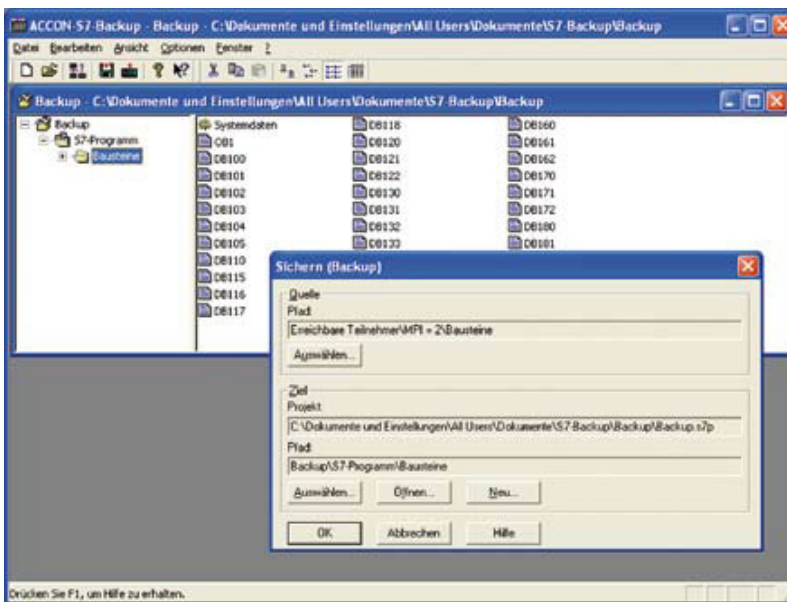 ACCON-S7-Backup - Backup - C:\Dokumente und Einstellungen\All Users\Dokumente\S7-Backup\Backup
Datei Bearbeiten Ansicht Optionen Fenster ?
Backup - C:\Dokumente und Einstellungen\All Users\Dokumente\S7-Backup\Backup
Backup
S7-Programm
Bausteine
Systemdaten
OB1
DB100
DB101
DB102
DB103
DB104
DB105
DB110
DB115
DB116
DB117
DB118
DB120
DB121
DB122
DB130
DB131
DB132
DB133
DB160
DB161
DB162
DB170
DB171
DB172
DB180
DB181
Sichern (Backup)
Quelle
Pfad:
Erreichbare Teilnehmer\MPI = 2\Bausteine
Auswählen...
Ziel
Projekt:
C:\Dokumente und Einstellungen\All Users\Dokumente\S7-Backup\Backup\Backup.s7p
Pfad:
Backup\S7-Programm\Bausteine
Auswählen... Öffnen... Neu...
OK Abbrechen Hilfe
Drücken Sie F1, um Hilfe zu erhalten.